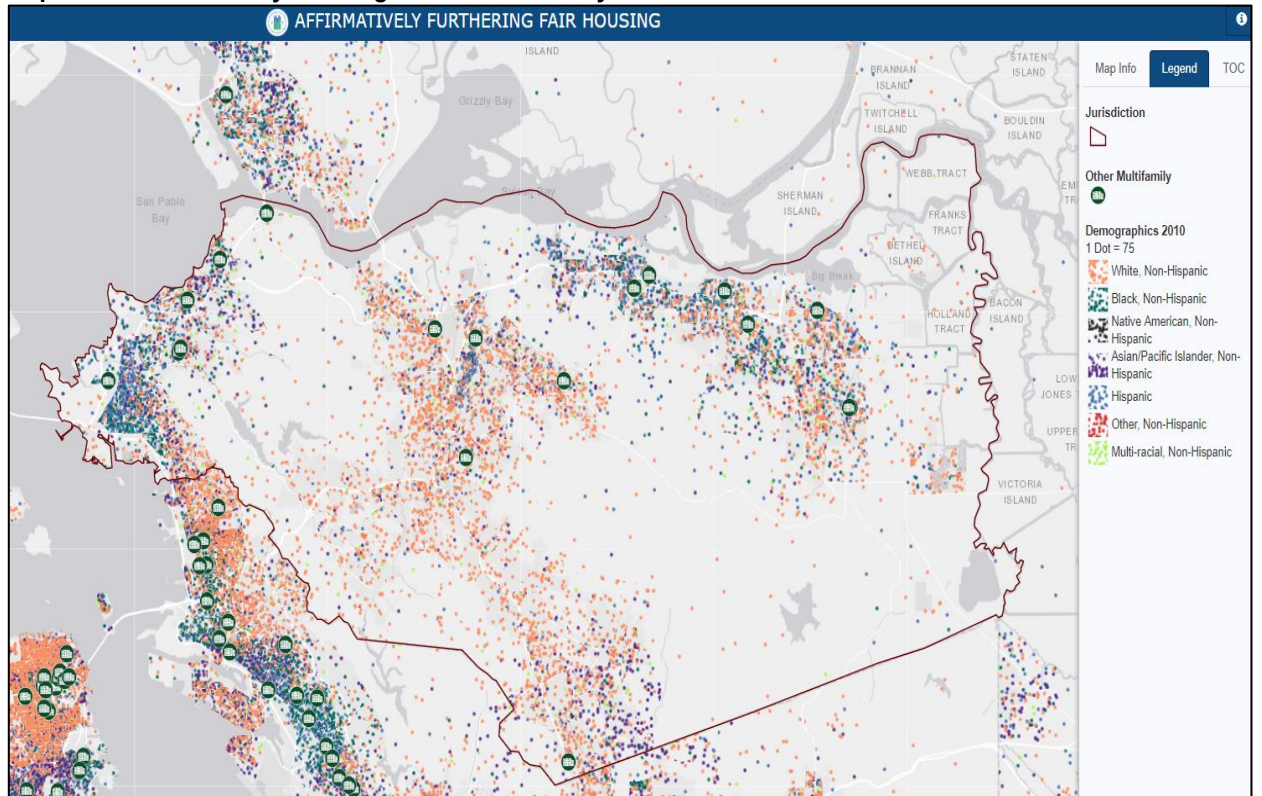 AFFIRMATIVELY FURTHERING FAIR HOUSING
Map Info
Legend
TOC
Jurisdiction
Other Multifamily
Demographics 2010
1 Dot = 75
White, Non-Hispanic
Black, Non-Hispanic
Native American, Non-
Hispanic
Asian/Pacific Islander, Non-
Hispanic
Hispanic
Other, Non-Hispanic
Multi-racial, Non-Hispanic
ISLAND
Grizzly Bay
San Pablo
Bay
BRANNAN
ISLAND
STATEN
ISLAND
TWITCHELL
ISLAND
BOULDIN
ISLAND
WEBB TRACT
SHERMAN
ISLAND
FRANKS
TRACT
BETHEL
ISLAND
Big Break
HOLLAND
TRACT
BACON
ISLAND
LOW
JONES
UPPER
TR
VICTORIA
ISLAND